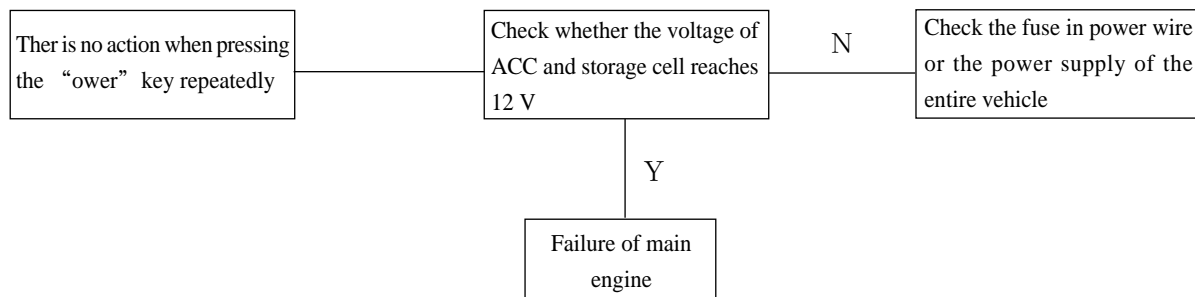 Ther is no action when pressing
the “ower” key repeatedly
Check whether the voltage of
ACC and storage cell reaches
12 V
N
Check the fuse in power wire
or the power supply of the
entire vehicle
Y
Failure of main
engine